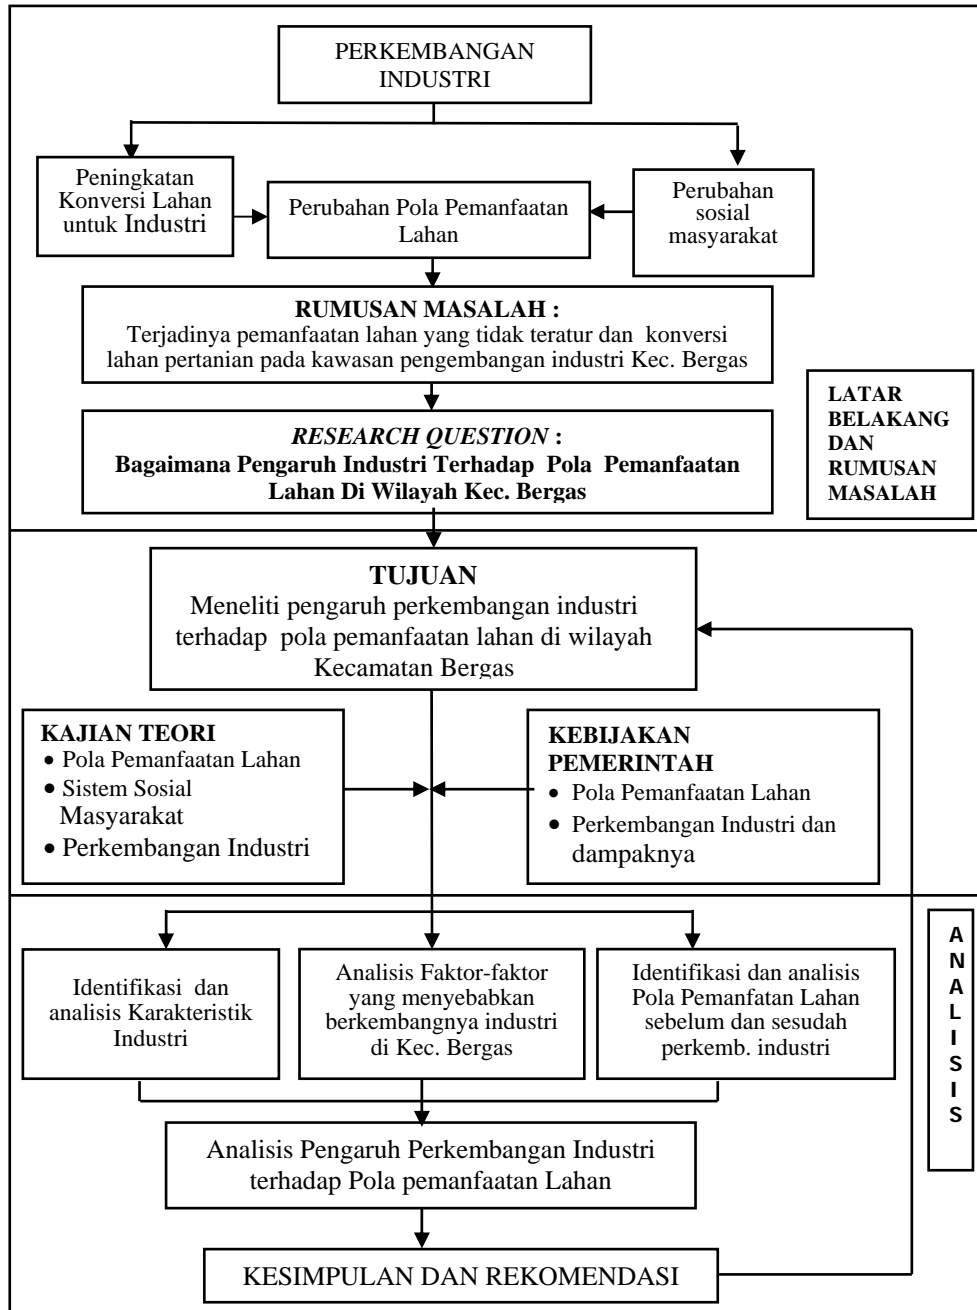 PERKEMBANGAN
INDUSTRI
Peningkatan
Konversi Lahan
untuk Industri
Perubahan Pola Pemanfaatan
Lahan
Perubahan
sosial
masyarakat
RUMUSAN MASALAH :
Terjadinya pemanfaatan lahan yang tidak teratur dan konversi
lahan pertanian pada kawasan pengembangan industri Kec. Bergas
RESEARCH QUESTION :
Bagaimana Pengaruh Industri Terhadap Pola Pemanfaatan
Lahan Di Wilayah Kec. Bergas
LATAR
BELAKANG
DAN
RUMUSAN
MASALAH
TUJUAN
Meneliti pengaruh perkembangan industri
terhadap pola pemanfaatan lahan di wilayah
Kecamatan Bergas
KAJIAN TEORI
• Pola Pemanfaatan Lahan
• Sistem Sosial
Masyarakat
• Perkembangan Industri
KEBIJAKAN
PEMERINTAH
• Pola Pemanfaatan Lahan
• Perkembangan Industri dan
dampaknya
Identifikasi dan
analisis Karakteristik
Industri
Analisis Faktor-faktor
yang menyebabkan
berkembangnya industri
di Kec. Bergas
Identifikasi dan analisis
Pola Pemanfatan Lahan
sebelum dan sesudah
perkemb. industri
A
N
A
L
I
S
I
S
Analisis Pengaruh Perkembangan Industri
terhadap Pola pemanfaatan Lahan
KESIMPULAN DAN REKOMENDASI